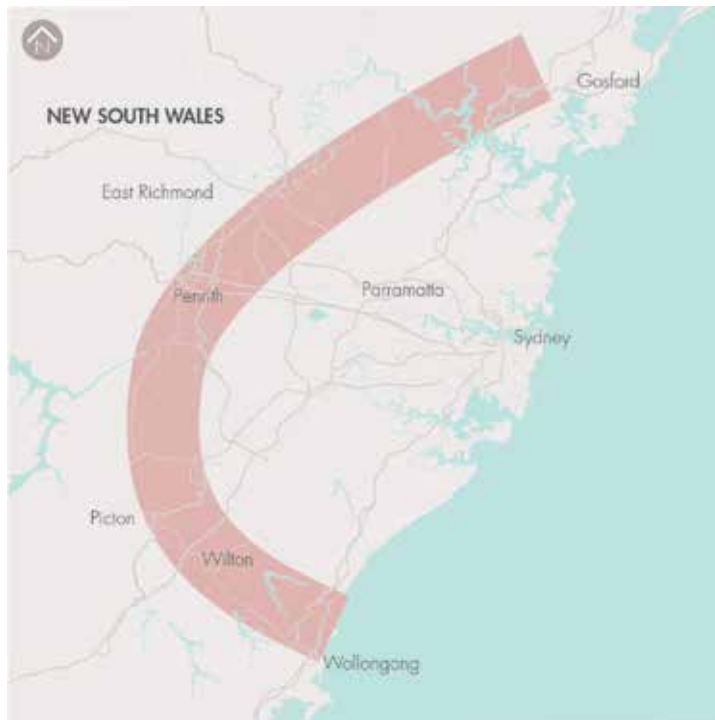 N
Gosford
NEW SOUTH WALES
East Richmond
Penrith
Parramatta
Sydney
Picton
Wilton
Wollongong